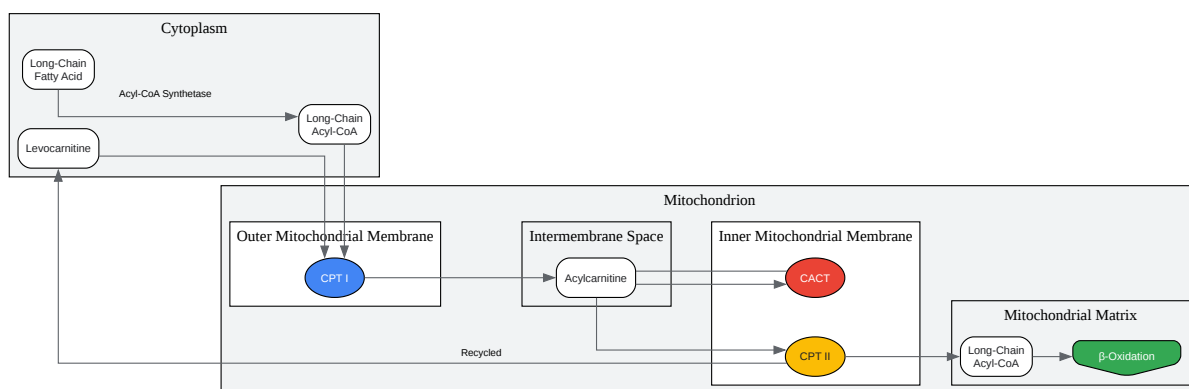 Cytoplasm
Long-Chain
Fatty Acid
Acyl-CoA Synthetase
Long-Chain
Acyl-CoA
Levocarnitine
Mitochondrion
Outer Mitochondrial Membrane
CPT I
Intermembrane Space
Acylcarnitine
Inner Mitochondrial Membrane
CACT
CPT II
Recycled
Mitochondrial Matrix
Long-Chain
Acyl-CoA
β-Oxidation